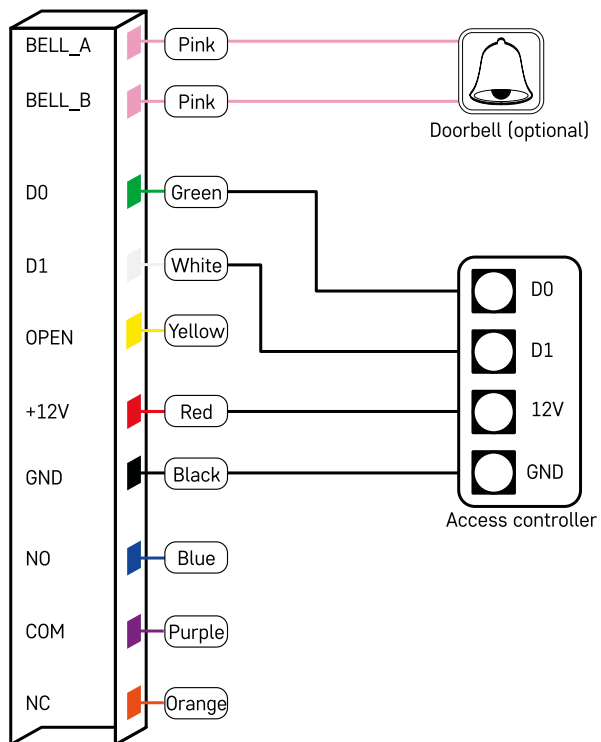 BELL_A Pink
BELL_B Pink
Doorbell (optional)
D0 Green
D1 White
OPEN Yellow
+12V Red
GND Black
NO Blue
COM Purple
NC Orange
D0
D1
12V
GND
Access controller